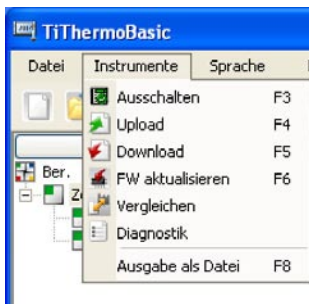 TiThermoBasic
Datei Instrumente Sprache
Ausschalten F3
Upload F4
Download F5
FW aktualisieren F6
Vergleichen
Diagnostik
Ausgabe als Datei F8
Ber.